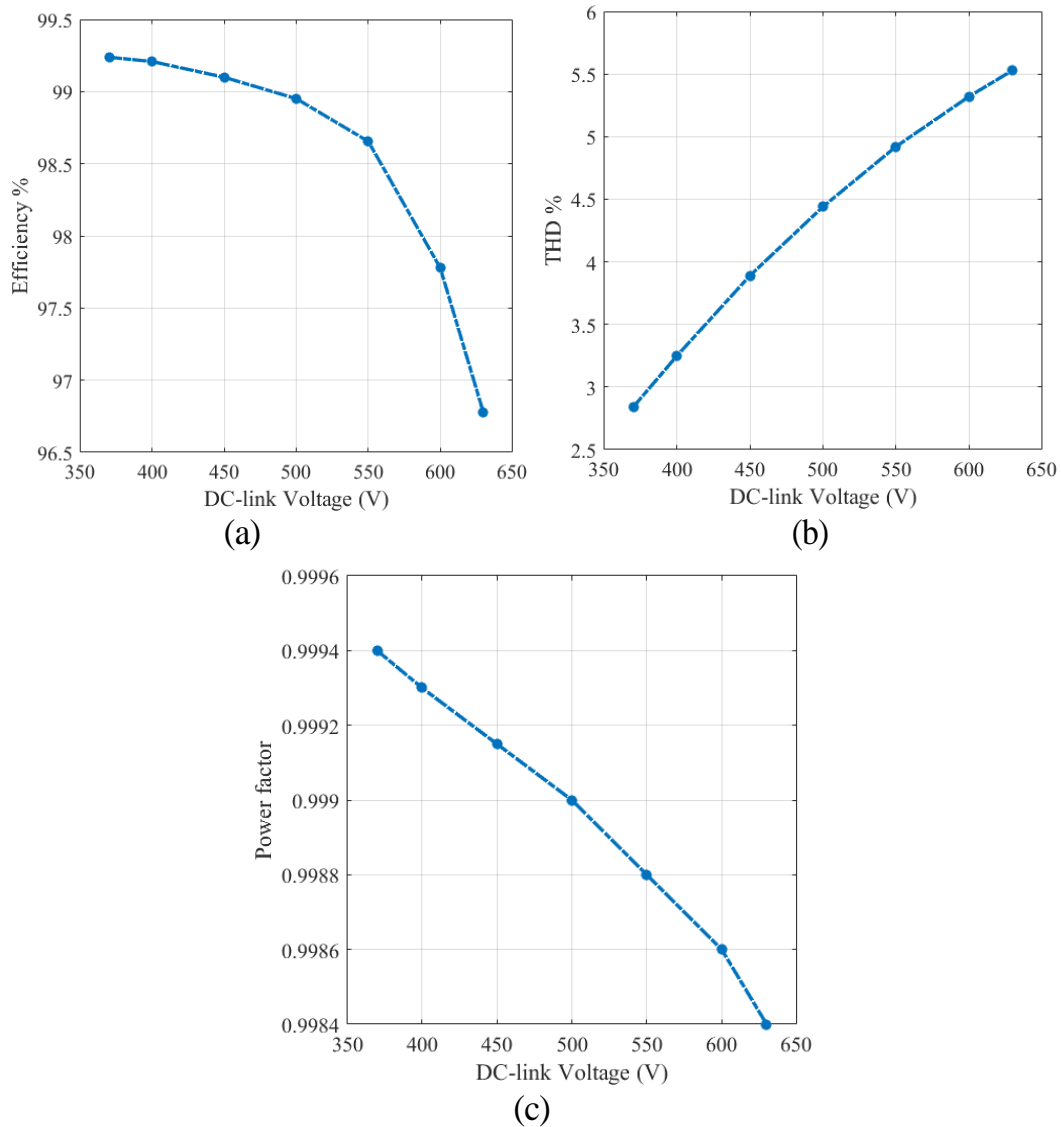 Efficiency %
99.5
99
98.5
98
97.5
97
96.5
350 400 450 500 550 600 650
DC-link Voltage (V)
(a)
THD %
6
5.5
5
4.5
4
3.5
3
2.5
350 400 450 500 550 600 650
DC-link Voltage (V)
(b)
Power factor
0.9996
0.9994
0.9992
0.999
0.9988
0.9986
0.9984
350 400 450 500 550 600 650
DC-link Voltage (V)
(c)